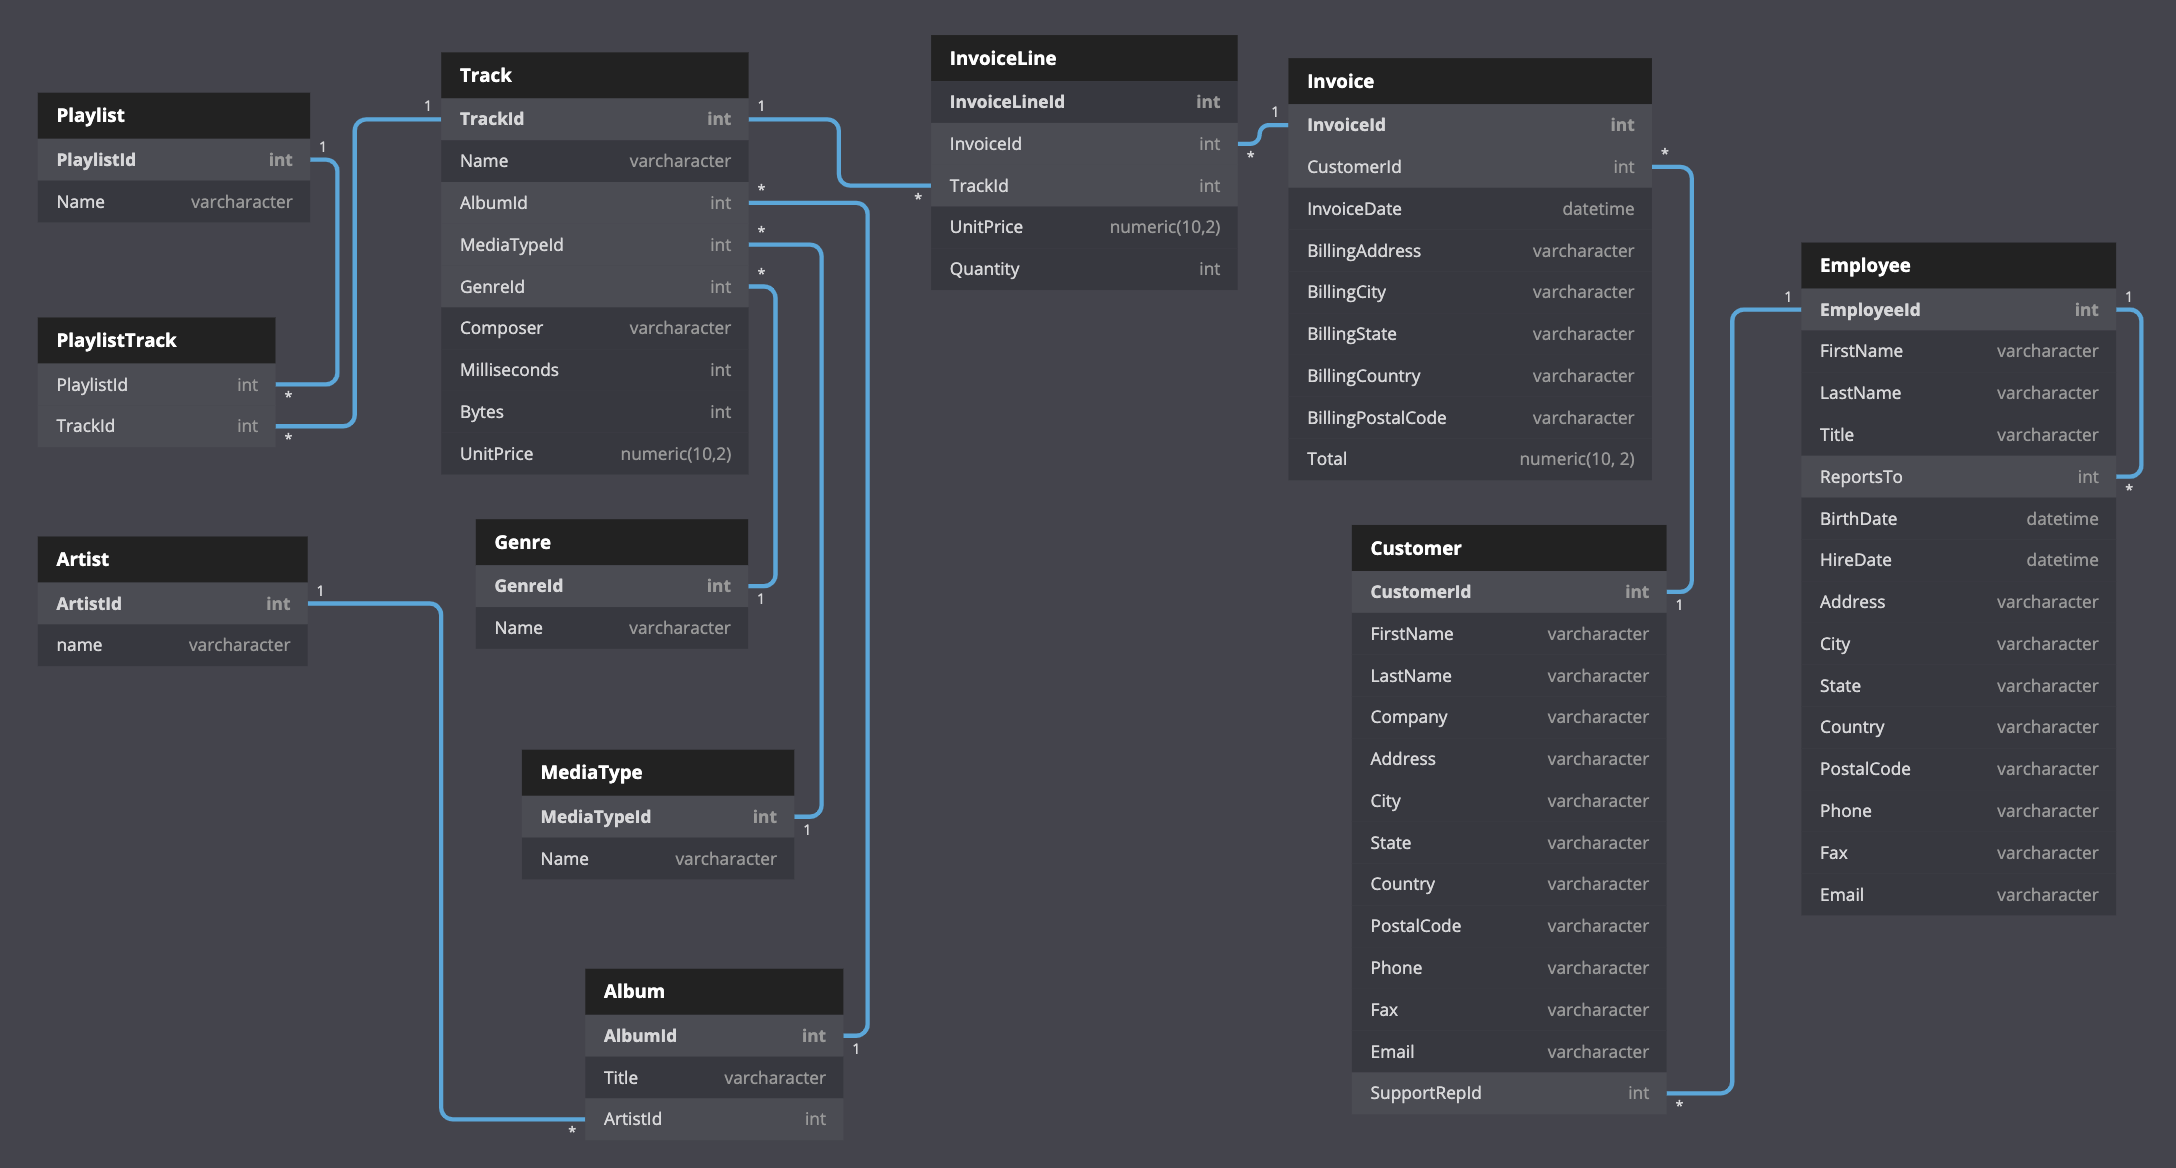 Playlist
PlaylistId int
Name varcharacter
PlaylistTrack
PlaylistId int
TrackId int
Artist
ArtistId int
name varcharacter
Track
TrackId int
Name varcharacter
AlbumId int
MediaTypeId int
GenreId int
Composer varcharacter
Milliseconds int
Bytes int
UnitPrice numeric(10,2)
Genre
GenreId int
Name varcharacter
MediaType
MediaTypeId int
Name varcharacter
Album
AlbumId int
Title varcharacter
ArtistId int
InvoiceLine
InvoiceLineId int
InvoiceId int
TrackId int
UnitPrice numeric(10,2)
Quantity int
Invoice
InvoiceId int
CustomerId int
InvoiceDate datetime
BillingAddress varcharacter
BillingCity varcharacter
BillingState varcharacter
BillingCountry varcharacter
BillingPostalCode varcharacter
Total numeric(10, 2)
Customer
CustomerId int
FirstName varcharacter
LastName varcharacter
Company varcharacter
Address varcharacter
City varcharacter
State varcharacter
Country varcharacter
PostalCode varcharacter
Phone varcharacter
Fax varcharacter
Email varcharacter
SupportRepId int
Employee
EmployeeId int
FirstName varcharacter
LastName varcharacter
Title varcharacter
ReportsTo int
BirthDate datetime
HireDate datetime
Address varcharacter
City varcharacter
State varcharacter
Country varcharacter
PostalCode varcharacter
Phone varcharacter
Fax varcharacter
Email varcharacter
1
*
1
*
1
*
1
*
*
1
*
1
*
1
1
*
*
1
1
*
1
*